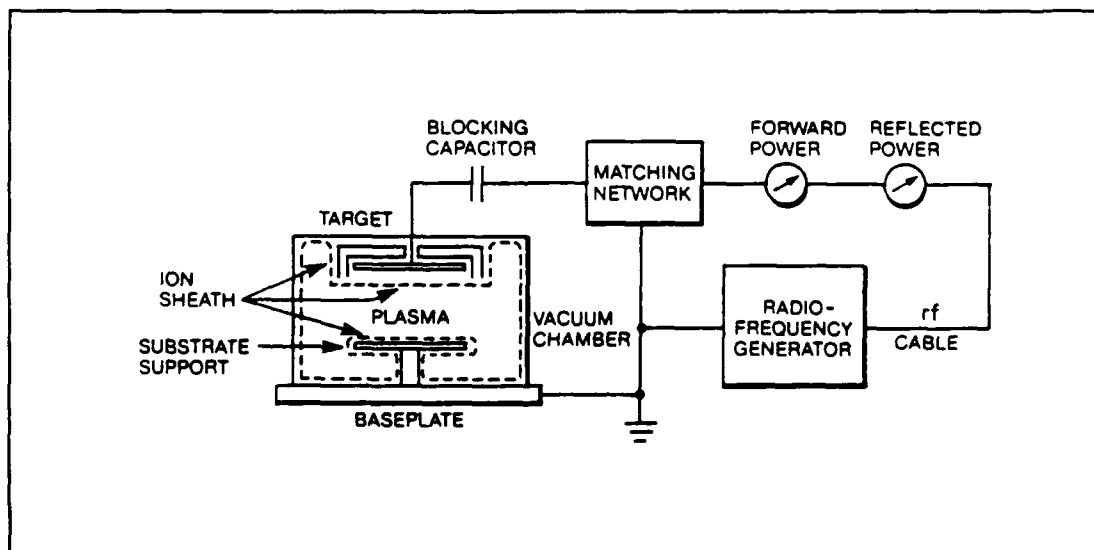 BLOCKING
CAPACITOR
FORWARD
POWER
REFLECTED
POWER
MATCHING
NETWORK
TARGET
ION
SHEATH
PLASMA
VACUUM
CHAMBER
SUBSTRATE
SUPPORT
BASEPLATE
RADIO-
FREQUENCY
GENERATOR
rf
CABLE